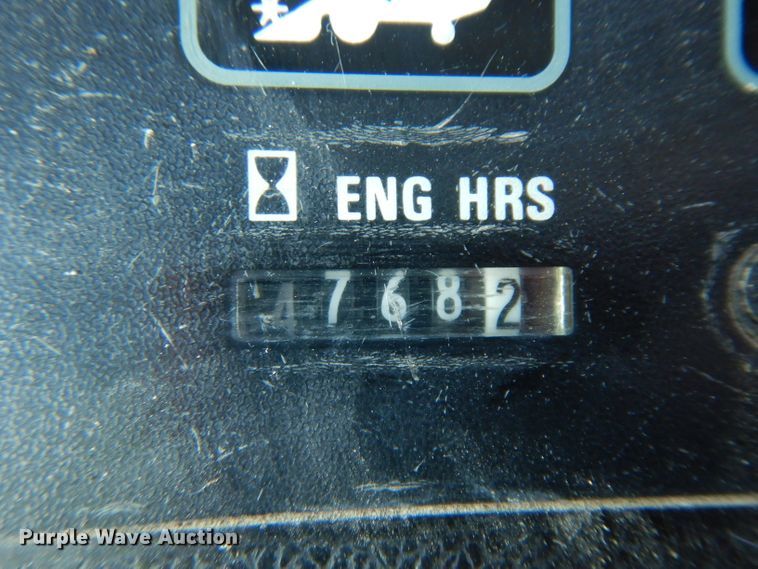 ENG HRS
47682
Purple Wave Auction